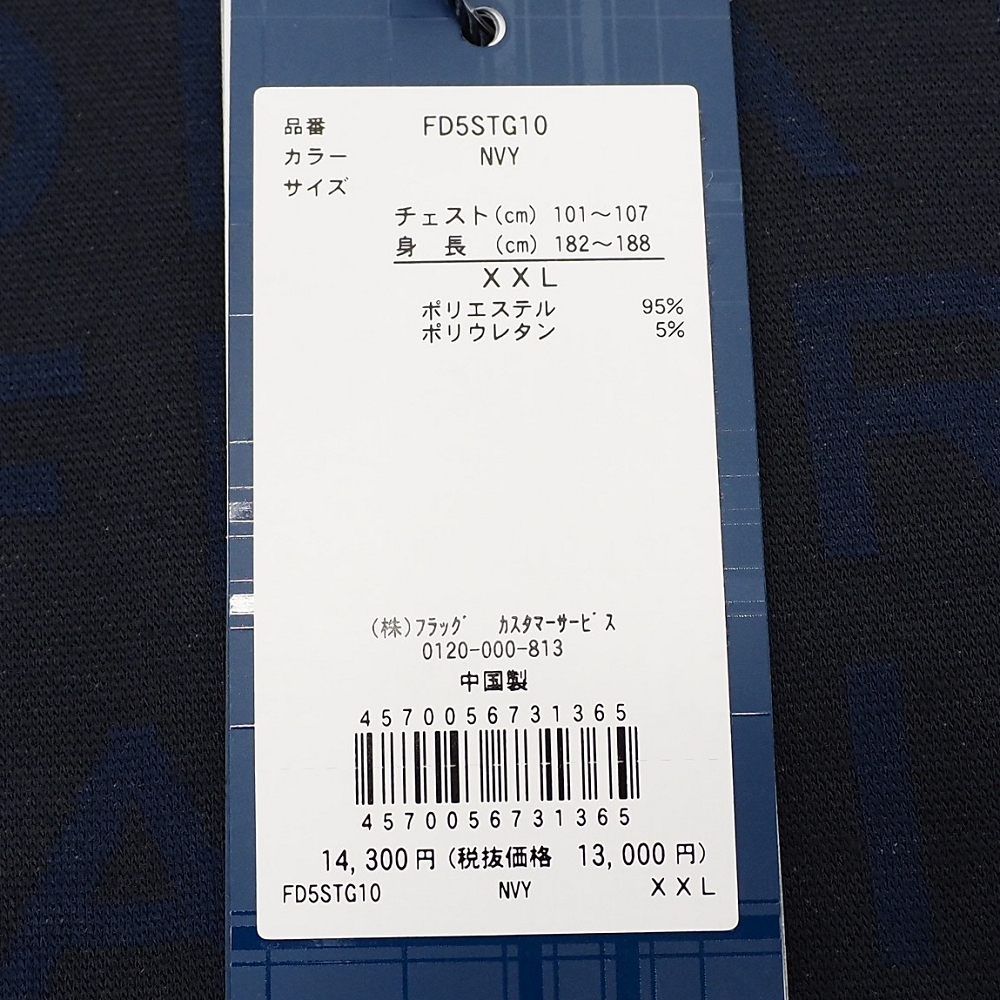 品番 FD5STG10
カラー NVY
サイズ
チェスト(cm) 101～107
身 長 (cm) 182～188
XXL
ポリエステル 95%
ポリウレタン 5%
(株)ﾌﾗｯｸﾞ ｶｽﾀﾏｰｻｰﾋﾞｽ
0120-000-813
中国製
4570056731365
4570056731365
14,300円(税抜価格 13,000円)
FD5STG10 NVY XXL